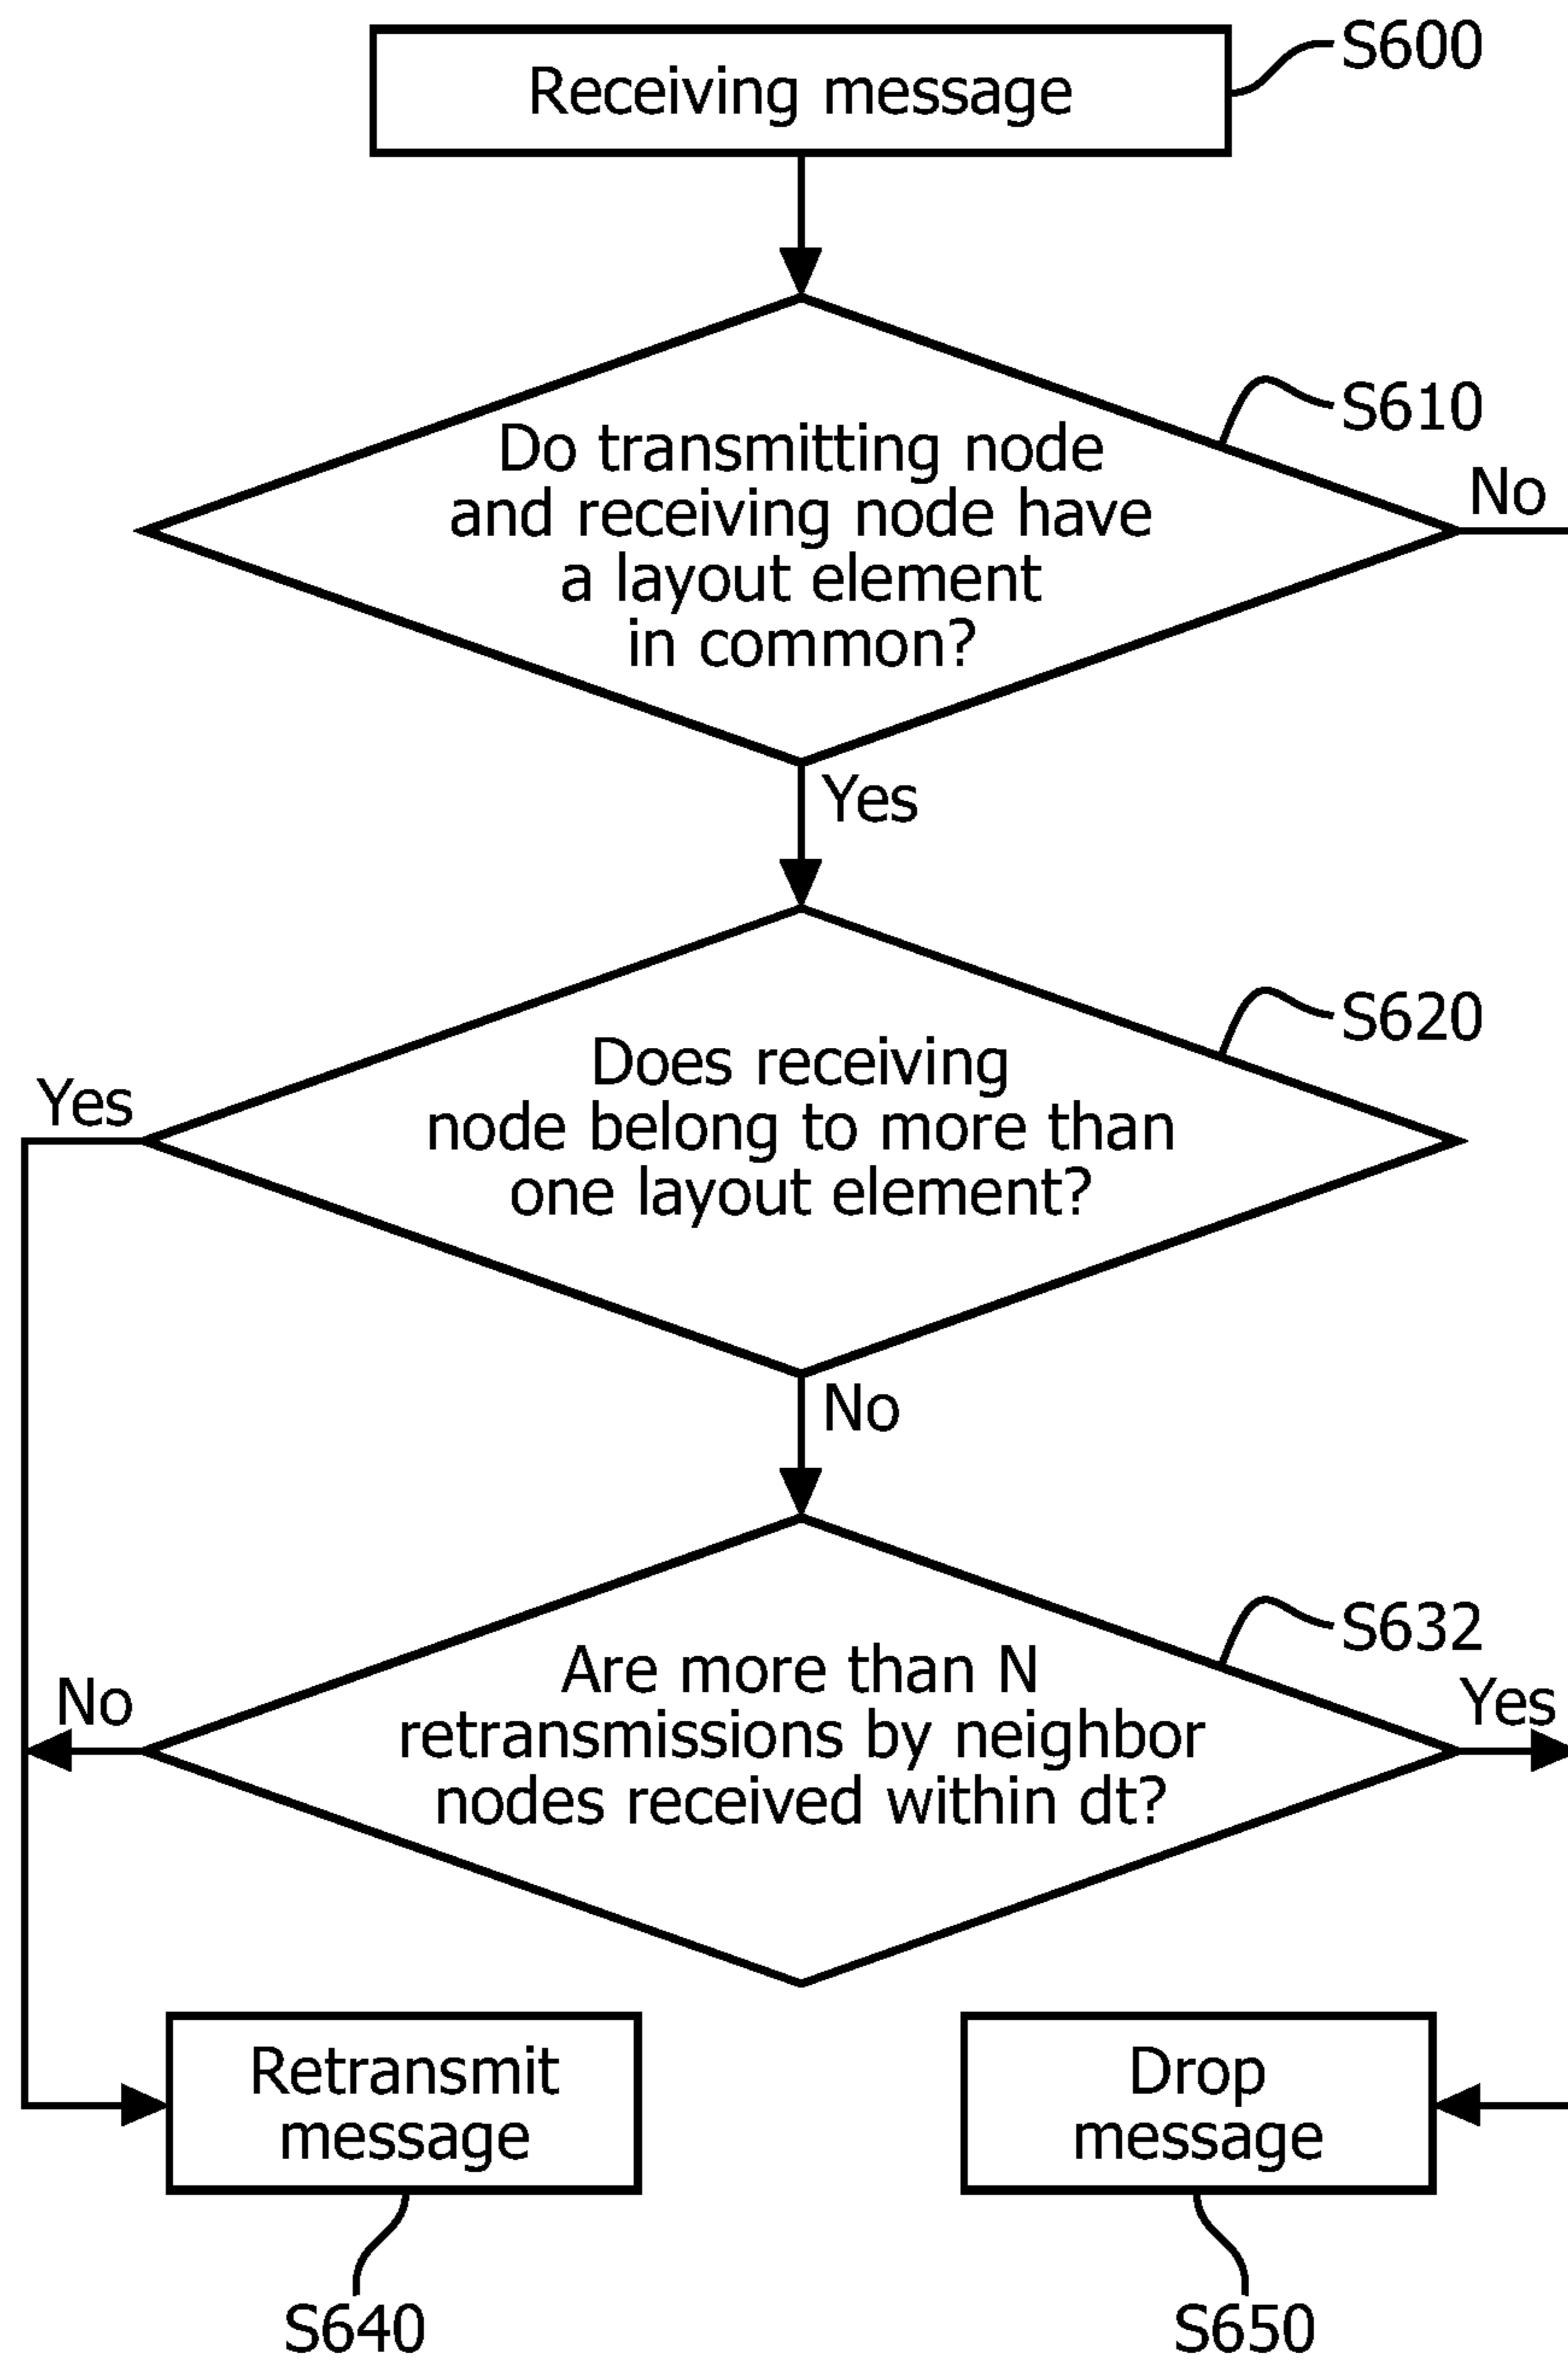 Receiving message
S600
S610
Do transmitting node
and receiving node have
a layout element
in common?
No
Yes
S620
Does receiving
node belong to more than
one layout element?
Yes
No
S632
Are more than N
retransmissions by neighbor
nodes received within dt?
No
Yes
Retransmit
message
Drop
message
S640
S650